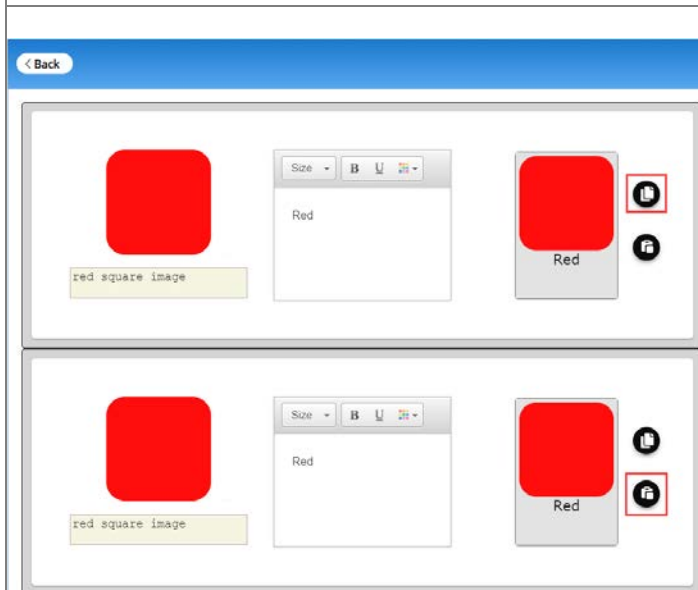 < Back
Size B U
Red
Red
red square image
Size B U
Red
Red
red square image